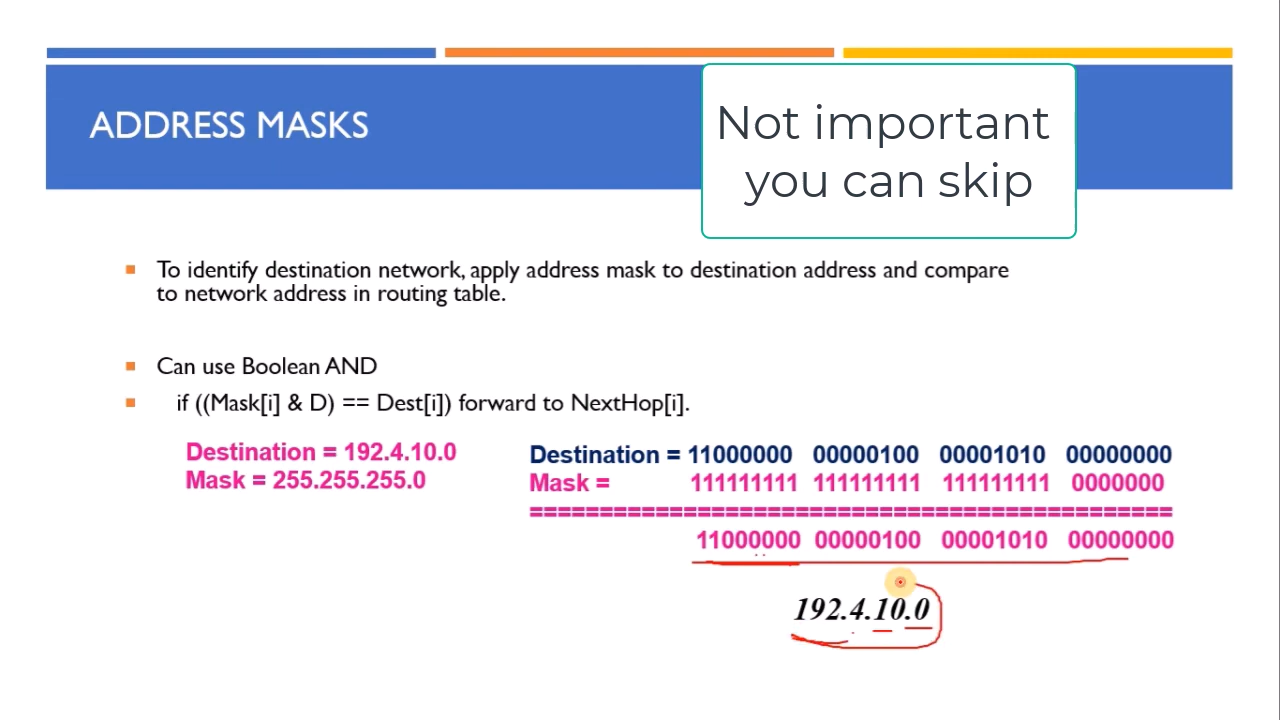 ADDRESS MASKS
Not important
you can skip
To identify destination network, apply address mask to destination address and compare
to network address in routing table.
Can use Boolean AND
if ((Mask[i] & D) == Dest[i]) forward to NextHop[i].
Destination = 192.4.10.0
Mask = 255.255.255.0
Destination = 11000000 00000100 00001010 00000000
Mask = 111111111 111111111 111111111 0000000
==========================================
11000000 00000100 00001010 00000000
192.4.10.0